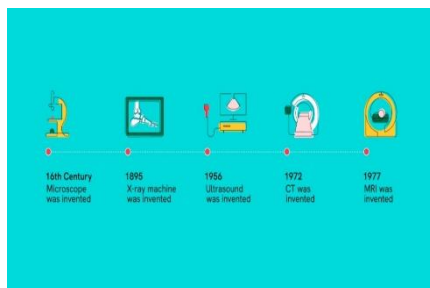 16th Century
Microscope
was invented
1895
X-ray machine
was invented
1956
Ultrasound
was invented
1972
CT was
invented
1977
MRI was
invented